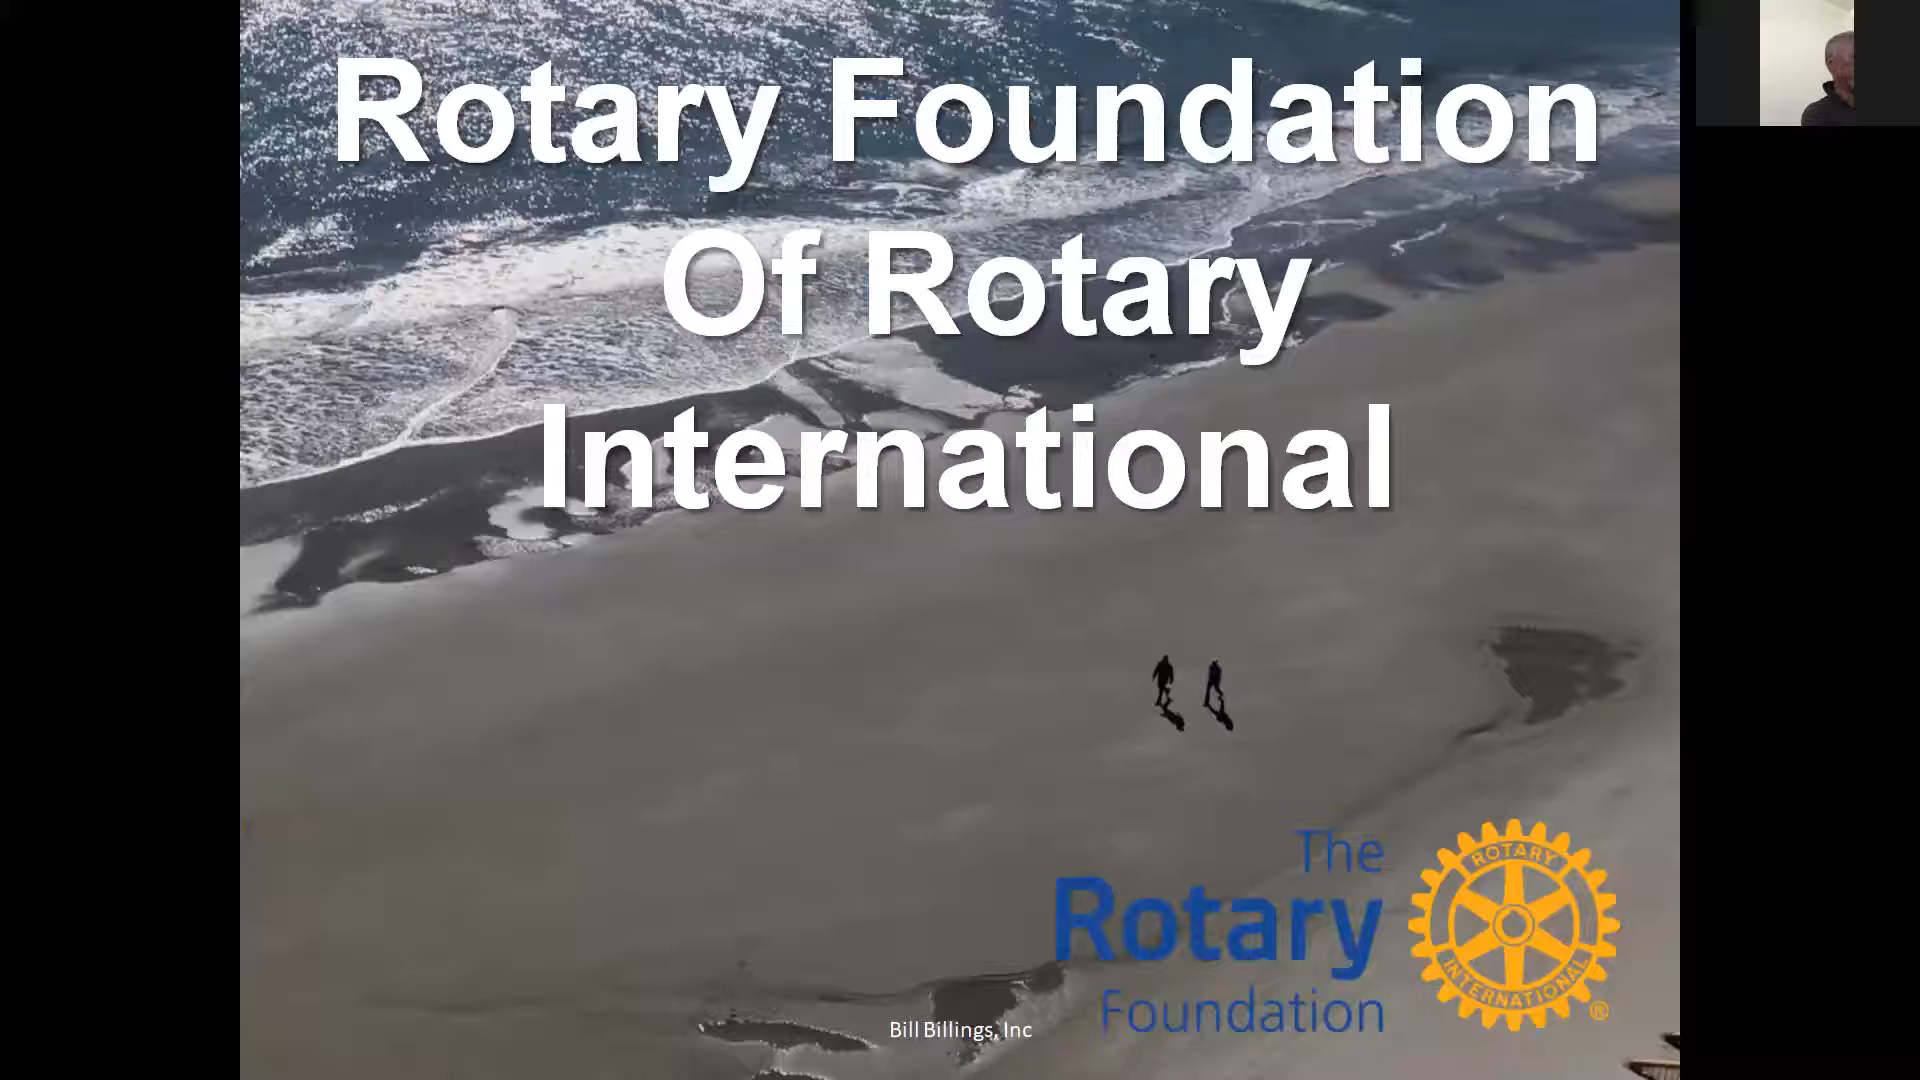 Rotary Foundation
Of Rotary
International
The
Rotary
Foundation
ROTARY
INTERNATIONAL
®
Bill Billings, Inc